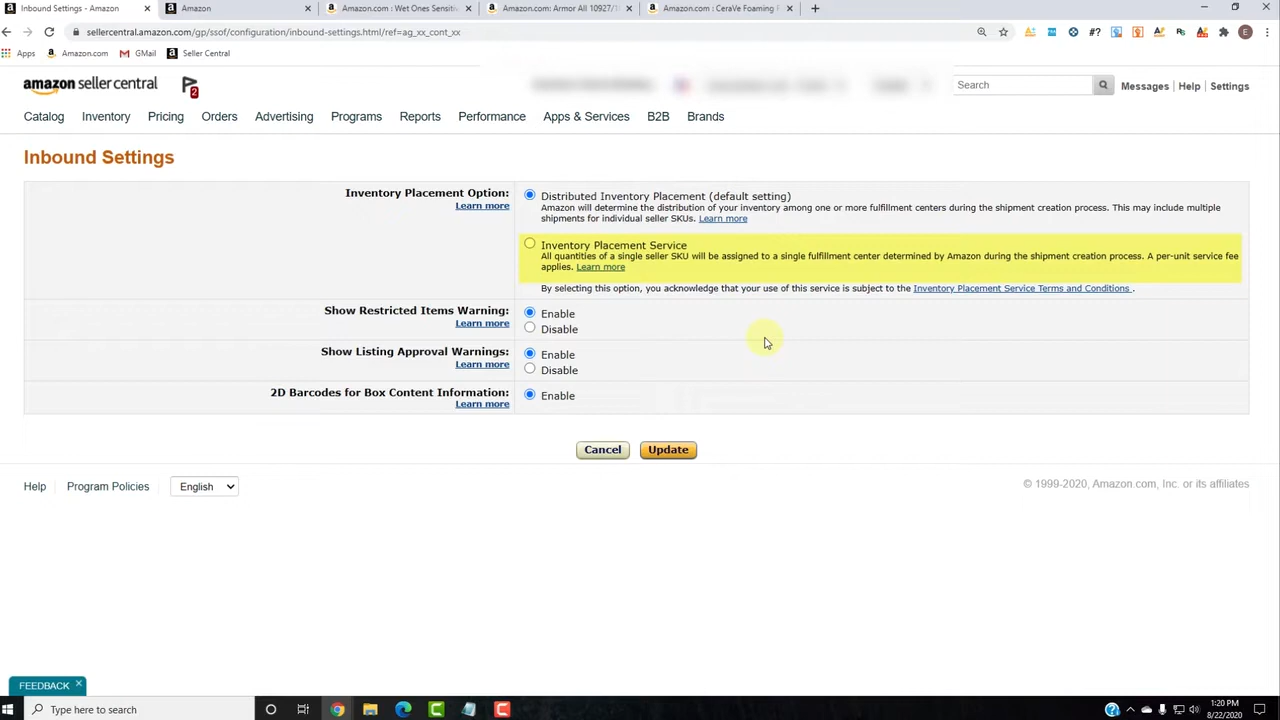 Inbound Settings - Amazon
Amazon
Amazon.com : Wet Ones Sensitiv
Amazon.com: Armor All 10927/1
Amazon.com : CeraVe Foaming F
sellercentral.amazon.com/gp/ssof/configuration/inbound-settings.html/ref=ag_xx_cont_xx
Apps
Amazon.com
GMail
Seller Central
amazon seller central
2
Search
Messages | Help | Settings
Catalog Inventory Pricing Orders Advertising Programs Reports Performance Apps & Services B2B Brands
Inbound Settings
Inventory Placement Option:
Learn more
Distributed Inventory Placement (default setting)
Amazon will determine the distribution of your inventory among one or more fulfillment centers during the shipment creation process. This may include multiple
shipments for individual seller SKUs. Learn more
Inventory Placement Service
All quantities of a single seller SKU will be assigned to a single fulfillment center determined by Amazon during the shipment creation process. A per-unit service fee
applies. Learn more
By selecting this option, you acknowledge that your use of this service is subject to the Inventory Placement Service Terms and Conditions .
Show Restricted Items Warning:
Learn more
Enable
Disable
Show Listing Approval Warnings:
Learn more
Enable
Disable
2D Barcodes for Box Content Information:
Learn more
Enable
Cancel
Update
Help
Program Policies
English
© 1999-2020, Amazon.com, Inc. or its affiliates
FEEDBACK
Type here to search
1:20 PM
8/22/2020